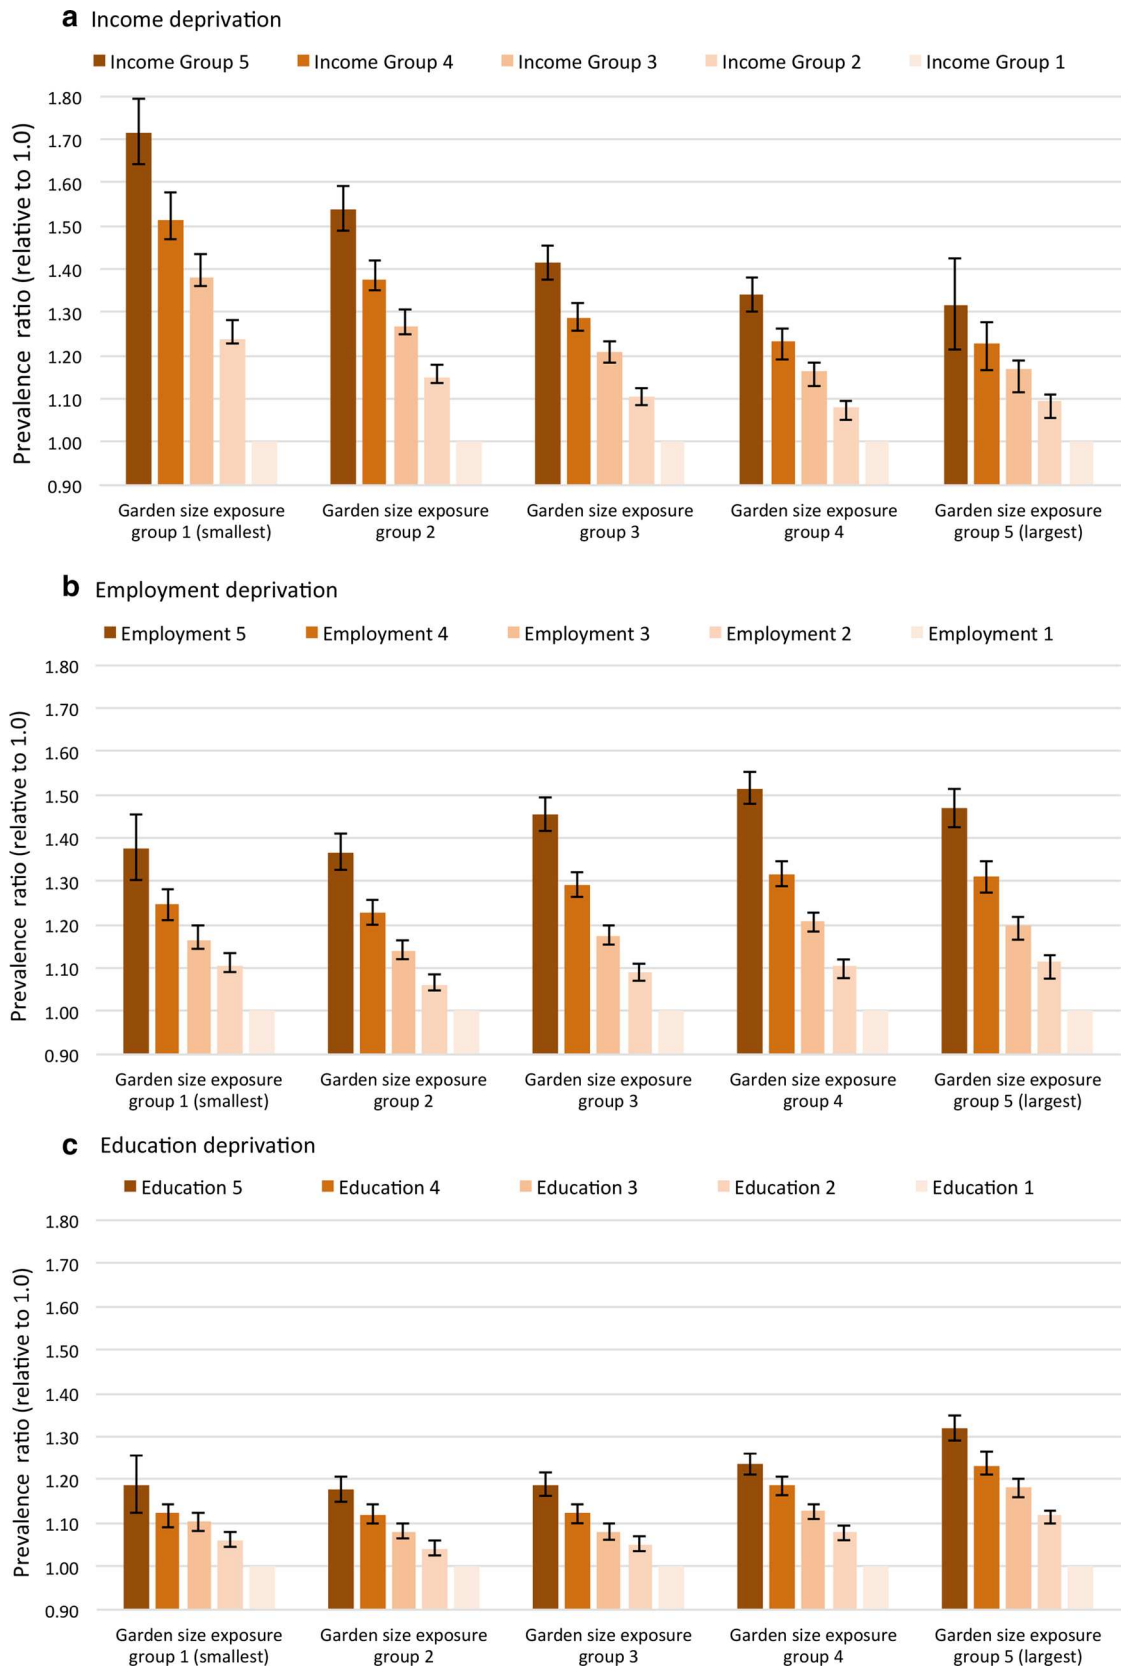 a Income deprivation
Income Group 5 Income Group 4 Income Group 3 Income Group 2 Income Group 1
Prevalence ratio (relative to 1.0)
1.80
1.70
1.60
1.50
1.40
1.30
1.20
1.10
1.00
0.90
Garden size exposure group 1 (smallest)
Garden size exposure group 2
Garden size exposure group 3
Garden size exposure group 4
Garden size exposure group 5 (largest)
b Employment deprivation
Employment 5 Employment 4 Employment 3 Employment 2 Employment 1
Prevalence ratio (relative to 1.0)
1.80
1.70
1.60
1.50
1.40
1.30
1.20
1.10
1.00
0.90
Garden size exposure group 1 (smallest)
Garden size exposure group 2
Garden size exposure group 3
Garden size exposure group 4
Garden size exposure group 5 (largest)
c Education deprivation
Education 5 Education 4 Education 3 Education 2 Education 1
Prevalence ratio (relative to 1.0)
1.80
1.70
1.60
1.50
1.40
1.30
1.20
1.10
1.00
0.90
Garden size exposure group 1 (smallest)
Garden size exposure group 2
Garden size exposure group 3
Garden size exposure group 4
Garden size exposure group 5 (largest)